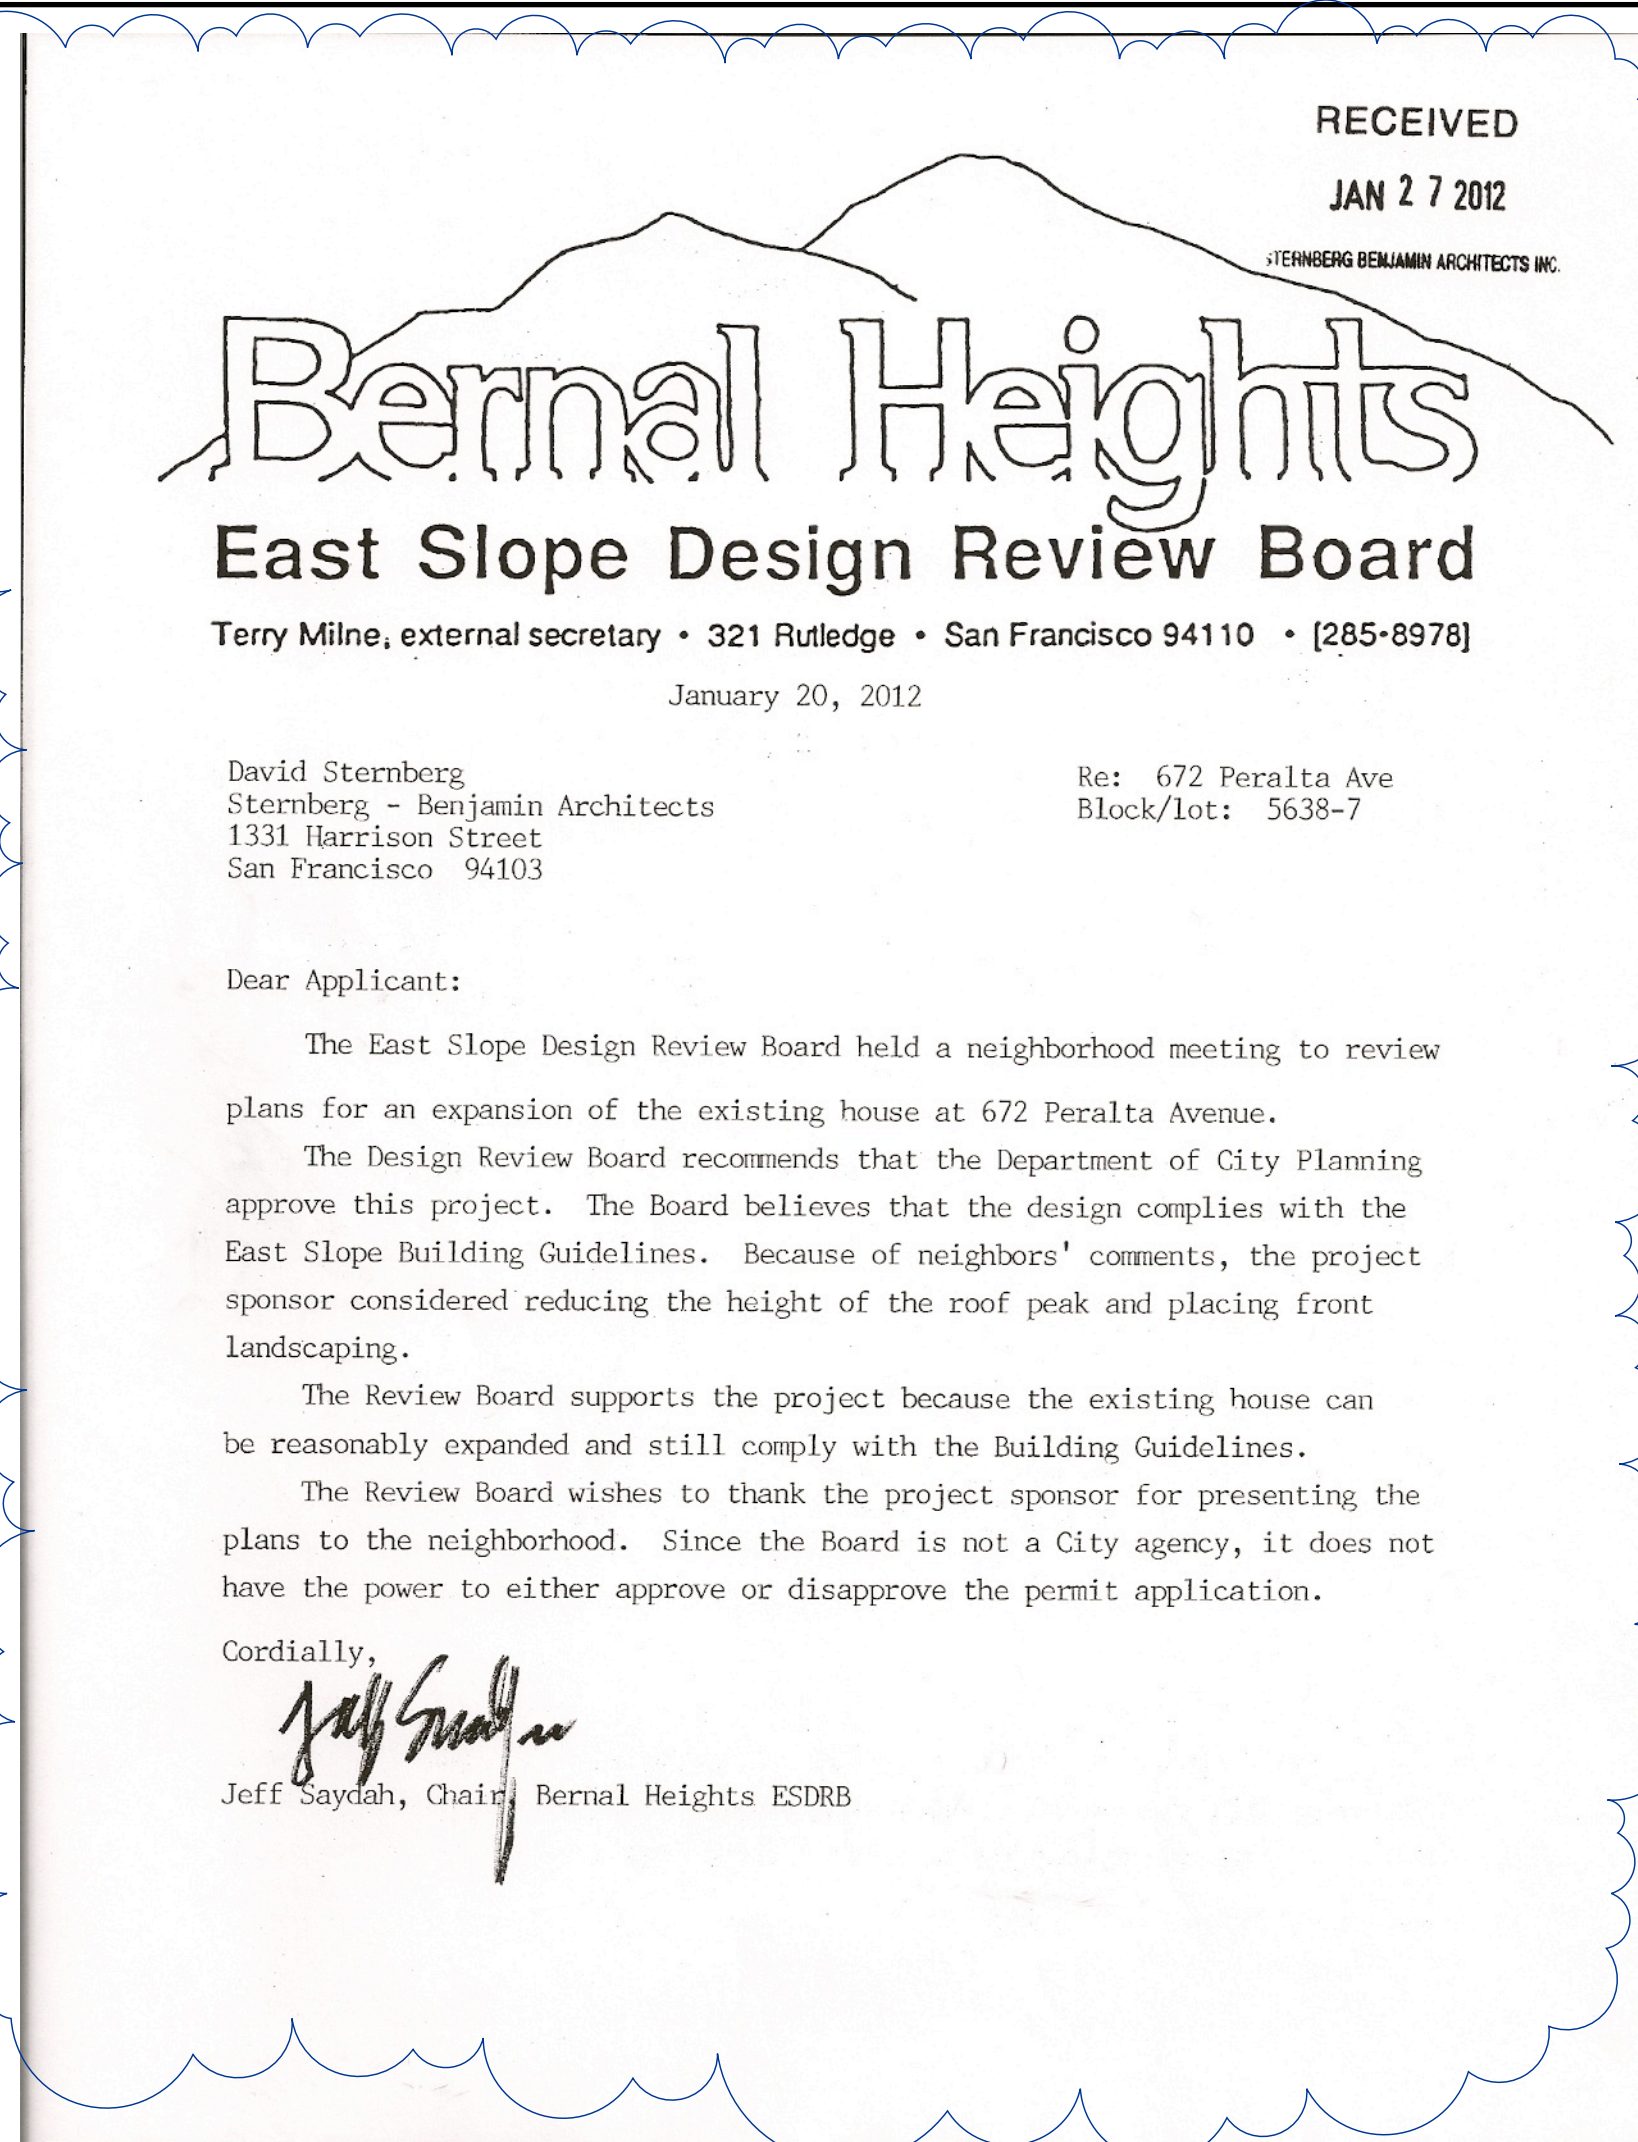 RECEIVED
JAN 27 2012
STERNBERG BENJAMIN ARCHITECTS INC.
Bernal Heights
East Slope Design Review Board
Terry Milne, external secretary • 321 Rutledge • San Francisco 94110 • [285•8978]
January 20, 2012
David Sternberg
Sternberg - Benjamin Architects
1331 Harrison Street
San Francisco 94103
Re: 672 Peralta Ave
Block/lot: 5638-7
Dear Applicant:
The East Slope Design Review Board held a neighborhood meeting to review
plans for an expansion of the existing house at 672 Peralta Avenue.
The Design Review Board recommends that the Department of City Planning
approve this project. The Board believes that the design complies with the
East Slope Building Guidelines. Because of neighbors' comments, the project
sponsor considered reducing the height of the roof peak and placing front
landscaping.
The Review Board supports the project because the existing house can
be reasonably expanded and still comply with the Building Guidelines.
The Review Board wishes to thank the project sponsor for presenting the
plans to the neighborhood. Since the Board is not a City agency, it does not
have the power to either approve or disapprove the permit application.
Cordially,
Jeff Saydah, Chair, Bernal Heights ESDRB